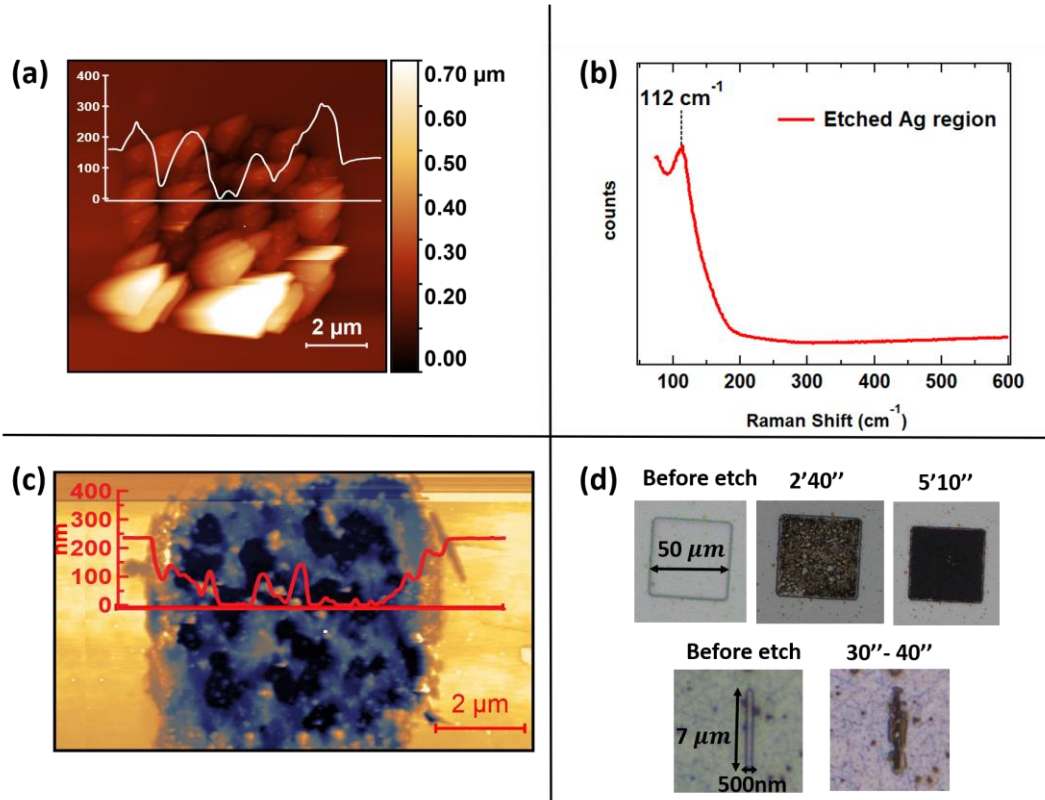 (a)
400
300
200
100
0
2 μm
0.70 μm
0.60
0.50
0.40
0.30
0.20
0.00
(b)
112 cm-1
Etched Ag region
counts
100 200 300 400 500 600
Raman Shift (cm-1)
(c)
400
300
200
100
0
nm
2 μm
(d)
Before etch 2’40’’ 5’10’’
50 μm
Before etch 30’’- 40’’
7 μm
500nm